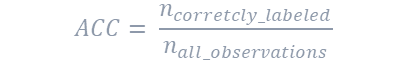 ACC = n_corretcly_labeled / n_all_observations